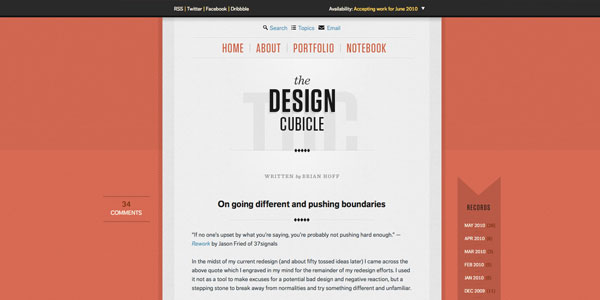 RSS | Twitter | Facebook | Dribbble
Availability: Accepting work for June 2010 ▼
Search Topics Email
HOME | ABOUT | PORTFOLIO | NOTEBOOK
TDC
the
DESIGN
CUBICLE
WRITTEN by BRIAN HOFF
34
COMMENTS
On going different and pushing boundaries
"If no one's upset by what you're saying, you're probably not pushing hard enough." —
Rework by Jason Fried of 37signals
In the midst of my current redesign (and about fifty tossed ideas later) I came across the
above quote which I engraved in my mind for the remainder of my redesign efforts. I used
it not as a tool to make excuses for a potential bad design and negative reaction, but a
stepping stone to break away from normalities and try something different and unfamiliar.
RECORDS
MAY 2010
APR 2010
MAR 2010
FEB 2010
JAN 2010
DEC 2009